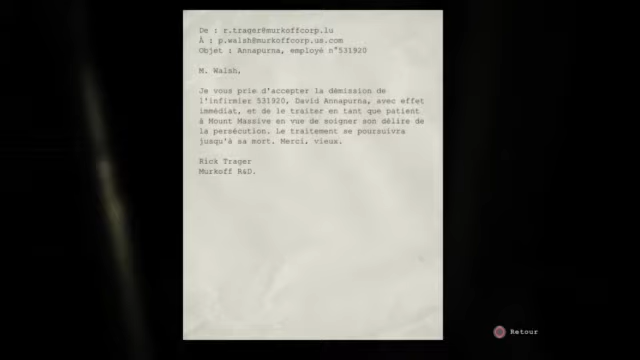 De : r.trager@murkoffcorp.lu
À : p.walsh@murkoffcorp.us.com
Objet : Annapurna, employé n°531920
M. Walsh,
Je vous prie d'accepter la démission de
l'infirmier 531920, David Annapurna, avec effet
immédiat, et de le traiter en tant que patient
à Mount Massive en vue de soigner son délire de
la persécution. Le traitement se poursuivra
jusqu'à sa mort. Merci, vieux.
Rick Trager
Murkoff R&D.
Retour